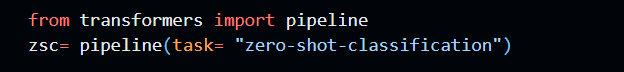 from transformers import pipeline
zsc= pipeline(task= "zero-shot-classification")